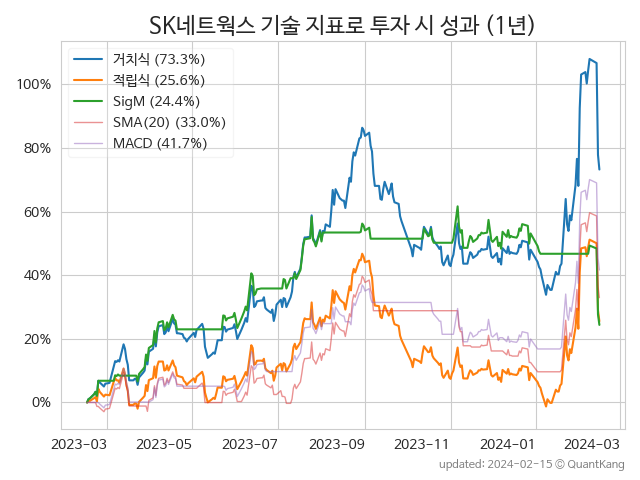 SK네트웍스 기술 지표로 투자 시 성과 (1년)
거치식 (73.3%)
적립식 (25.6%)
SigM (24.4%)
SMA(20) (33.0%)
MACD (41.7%)
100%
80%
60%
40%
20%
0%
2023-03 2023-05 2023-07 2023-09 2023-11 2024-01 2024-03
updated: 2024-02-15 © QuantKang